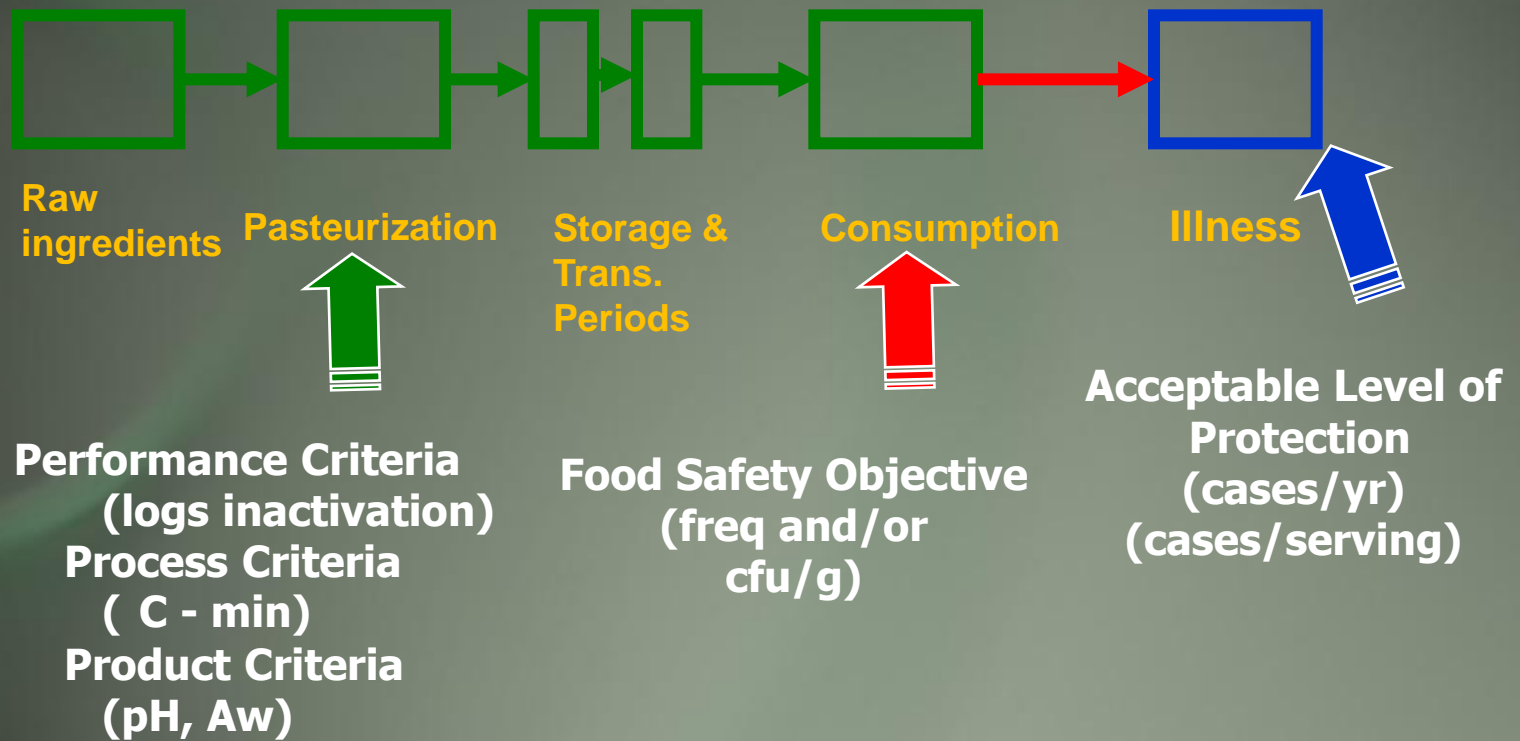 Raw
ingredients
Pasteurization
Storage &
Trans.
Periods
Consumption
Illness
Performance Criteria
(logs inactivation)
Process Criteria
( C - min)
Product Criteria
(pH, Aw)
Food Safety Objective
(freq and/or
cfu/g)
Acceptable Level of
Protection
(cases/yr)
(cases/serving)